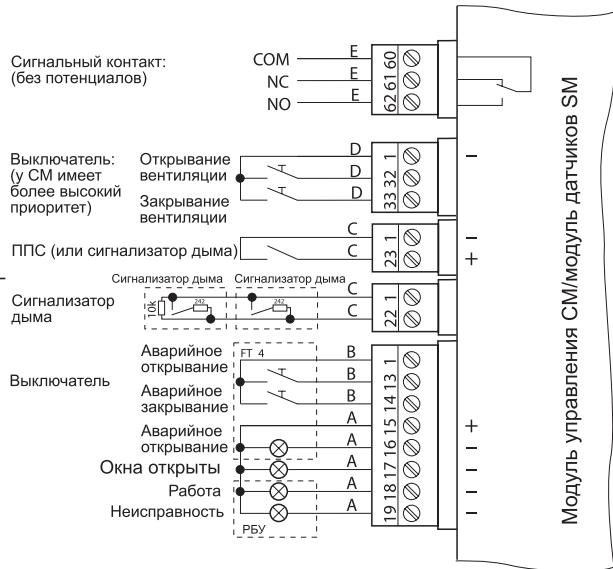 Сигнальный контакт:
(без потенциалов)
COM E 60
NC E 61
NO E 62
Выключатель:
(у CM имеет
более высокий
приоритет)
Открывание
вентиляции
Закрывание
вентиляции
D 1 −
D 32
D 33
ППС (или сигнализатор дыма)
C 1 −
C 23 +
Сигнализатор дыма Сигнализатор дыма
Сигнализатор
дыма
10k 242 242
C 1
C 22
Выключатель
Аварийное
открывание
FT 4
B 1
B 13
Аварийное
закрывание
B 14
A 15 +
Аварийное
открывание
A 16 −
Окна открыты A 17 −
Работа A 18 −
Неисправность A 19 −
РБУ
Модуль управления CM/модуль датчиков SM